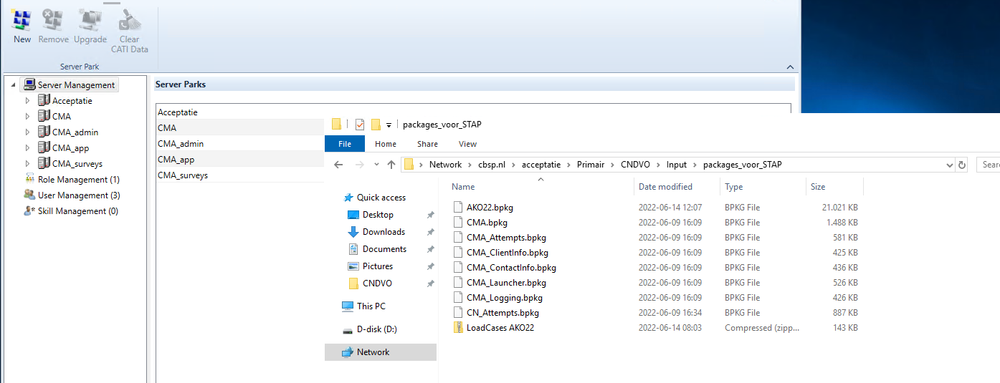 New Remove Upgrade Clear CATI Data
Server Park
Server Management
Acceptatie
CMA
CMA_admin
CMA_app
CMA_surveys
Role Management (1)
User Management (3)
Skill Management (0)
Server Parks
Acceptatie
CMA
CMA_admin
CMA_app
CMA_surveys
packages_voor_STAP
File Home Share View
Network cbsp.nl acceptatie Primair CNDVO Input packages_voor_STAP Sear
Quick access
Desktop
Downloads
Documents
Pictures
CNDVO
This PC
D-disk (D:)
Network
Name Date modified Type Size
AKO22.bpkg 2022-06-14 12:07 BPKG File 21.021 KB
CMA.bpkg 2022-06-09 16:09 BPKG File 1.488 KB
CMA_Attempts.bpkg 2022-06-09 16:09 BPKG File 581 KB
CMA_ClientInfo.bpkg 2022-06-09 16:09 BPKG File 425 KB
CMA_ContactInfo.bpkg 2022-06-09 16:09 BPKG File 436 KB
CMA_Launcher.bpkg 2022-06-09 16:09 BPKG File 526 KB
CMA_Logging.bpkg 2022-06-09 16:09 BPKG File 426 KB
CN_Attempts.bpkg 2022-06-09 16:34 BPKG File 887 KB
LoadCases AKO22 2022-06-14 08:03 Compressed (zipp... 143 KB